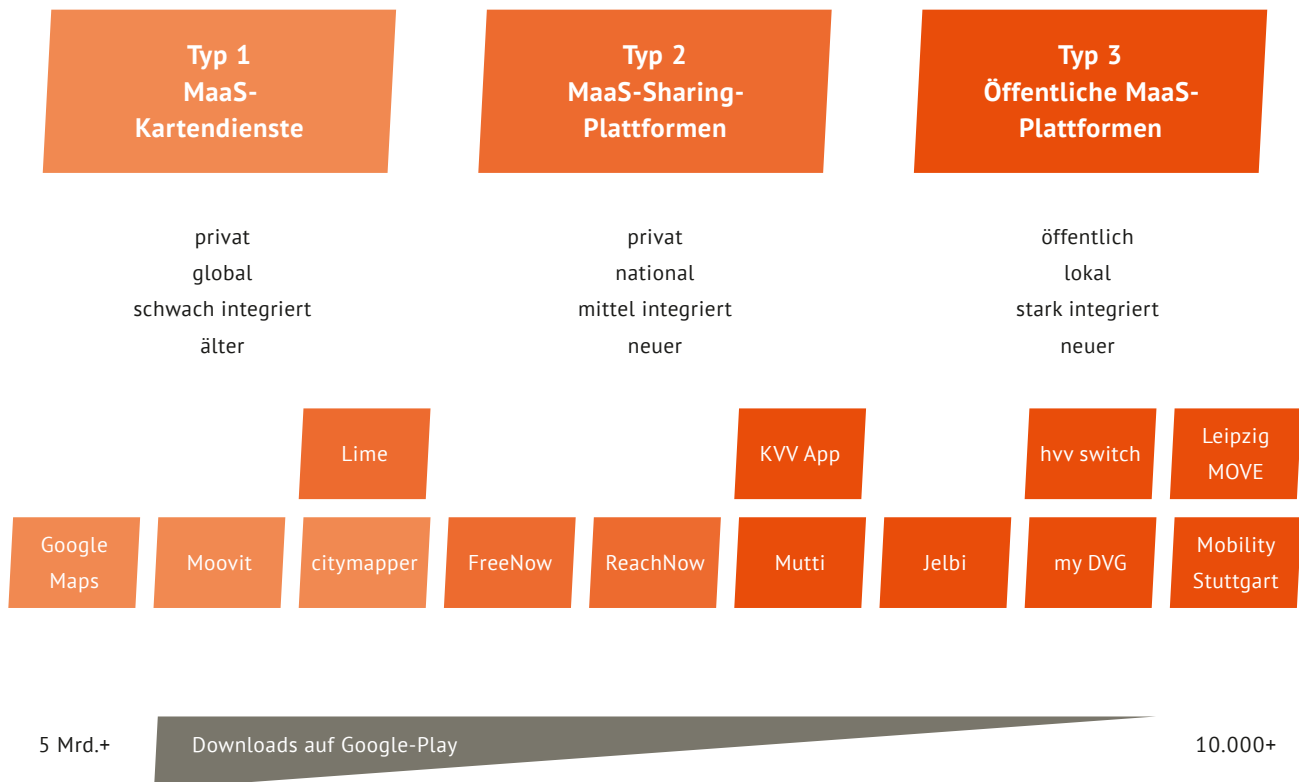 Typ 1
MaaS-
Kartendienste
Typ 2
MaaS-Sharing-
Plattformen
Typ 3
Öffentliche MaaS-
Plattformen
privat
global
schwach integriert
älter
privat
national
mittel integriert
neuer
öffentlich
lokal
stark integriert
neuer
Lime
KVV App
hvv switch
Leipzig
MOVE
Google
Maps
Moovit
citymapper
FreeNow
ReachNow
Mutti
Jelbi
my DVG
Mobility
Stuttgart
5 Mrd.+
Downloads auf Google-Play
10.000+